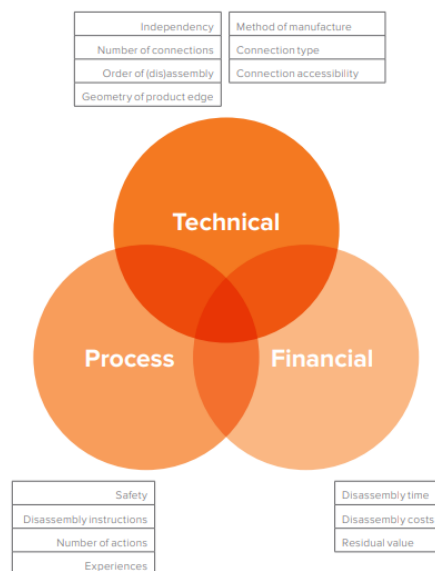 Independency
Method of manufacture
Number of connections
Connection type
Order of (dis)assembly
Connection accessibility
Geometry of product edge
Technical
Process
Financial
Safety
Disassembly time
Disassembly instructions
Disassembly costs
Number of actions
Residual value
Experiences